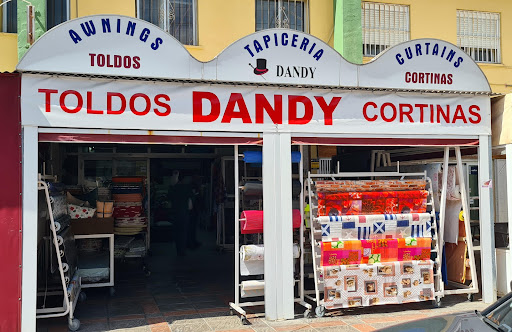 AWNINGS
TOLDOS
TAPICERIA
DANDY
CURTAINS
CORTINAS
TOLDOS DANDY CORTINAS